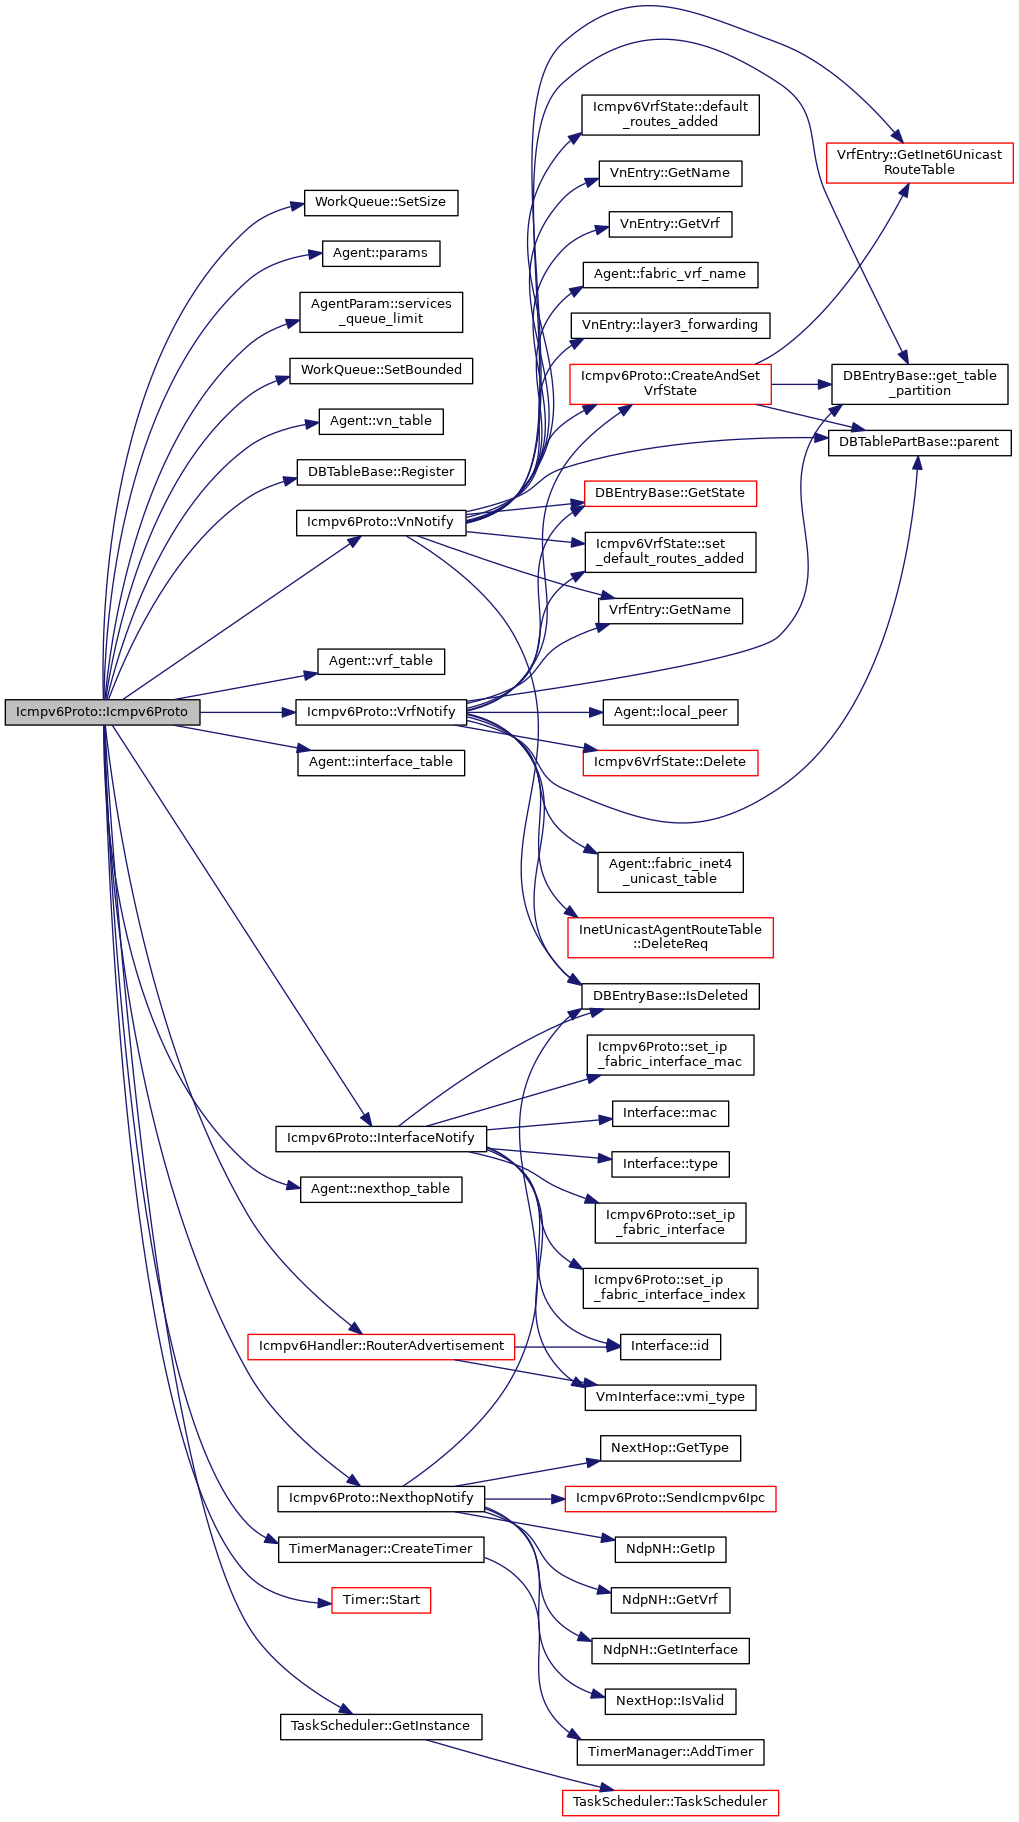 Icmpv6Proto::Icmpv6Proto
WorkQueue::SetSize
Agent::params
AgentParam::services
_queue_limit
WorkQueue::SetBounded
Agent::vn_table
DBTableBase::Register
Icmpv6Proto::VnNotify
Agent::vrf_table
Icmpv6Proto::VrfNotify
Agent::interface_table
Icmpv6Proto::InterfaceNotify
Agent::nexthop_table
Icmpv6Handler::RouterAdvertisement
Icmpv6Proto::NexthopNotify
TimerManager::CreateTimer
Timer::Start
TaskScheduler::GetInstance
Icmpv6VrfState::default
_routes_added
VnEntry::GetName
VnEntry::GetVrf
Agent::fabric_vrf_name
VnEntry::layer3_forwarding
Icmpv6Proto::CreateAndSet
VrfState
DBEntryBase::GetState
Icmpv6VrfState::set
_default_routes_added
VrfEntry::GetName
Agent::local_peer
Icmpv6VrfState::Delete
Agent::fabric_inet4
_unicast_table
InetUnicastAgentRouteTable
::DeleteReq
DBEntryBase::IsDeleted
Icmpv6Proto::set_ip
_fabric_interface_mac
Interface::mac
Interface::type
Icmpv6Proto::set_ip
_fabric_interface
Icmpv6Proto::set_ip
_fabric_interface_index
Interface::id
VmInterface::vmi_type
NextHop::GetType
Icmpv6Proto::SendIcmpv6Ipc
NdpNH::GetIp
NdpNH::GetVrf
NdpNH::GetInterface
NextHop::IsValid
TimerManager::AddTimer
TaskScheduler::TaskScheduler
VrfEntry::GetInet6Unicast
RouteTable
DBEntryBase::get_table
_partition
DBTablePartBase::parent